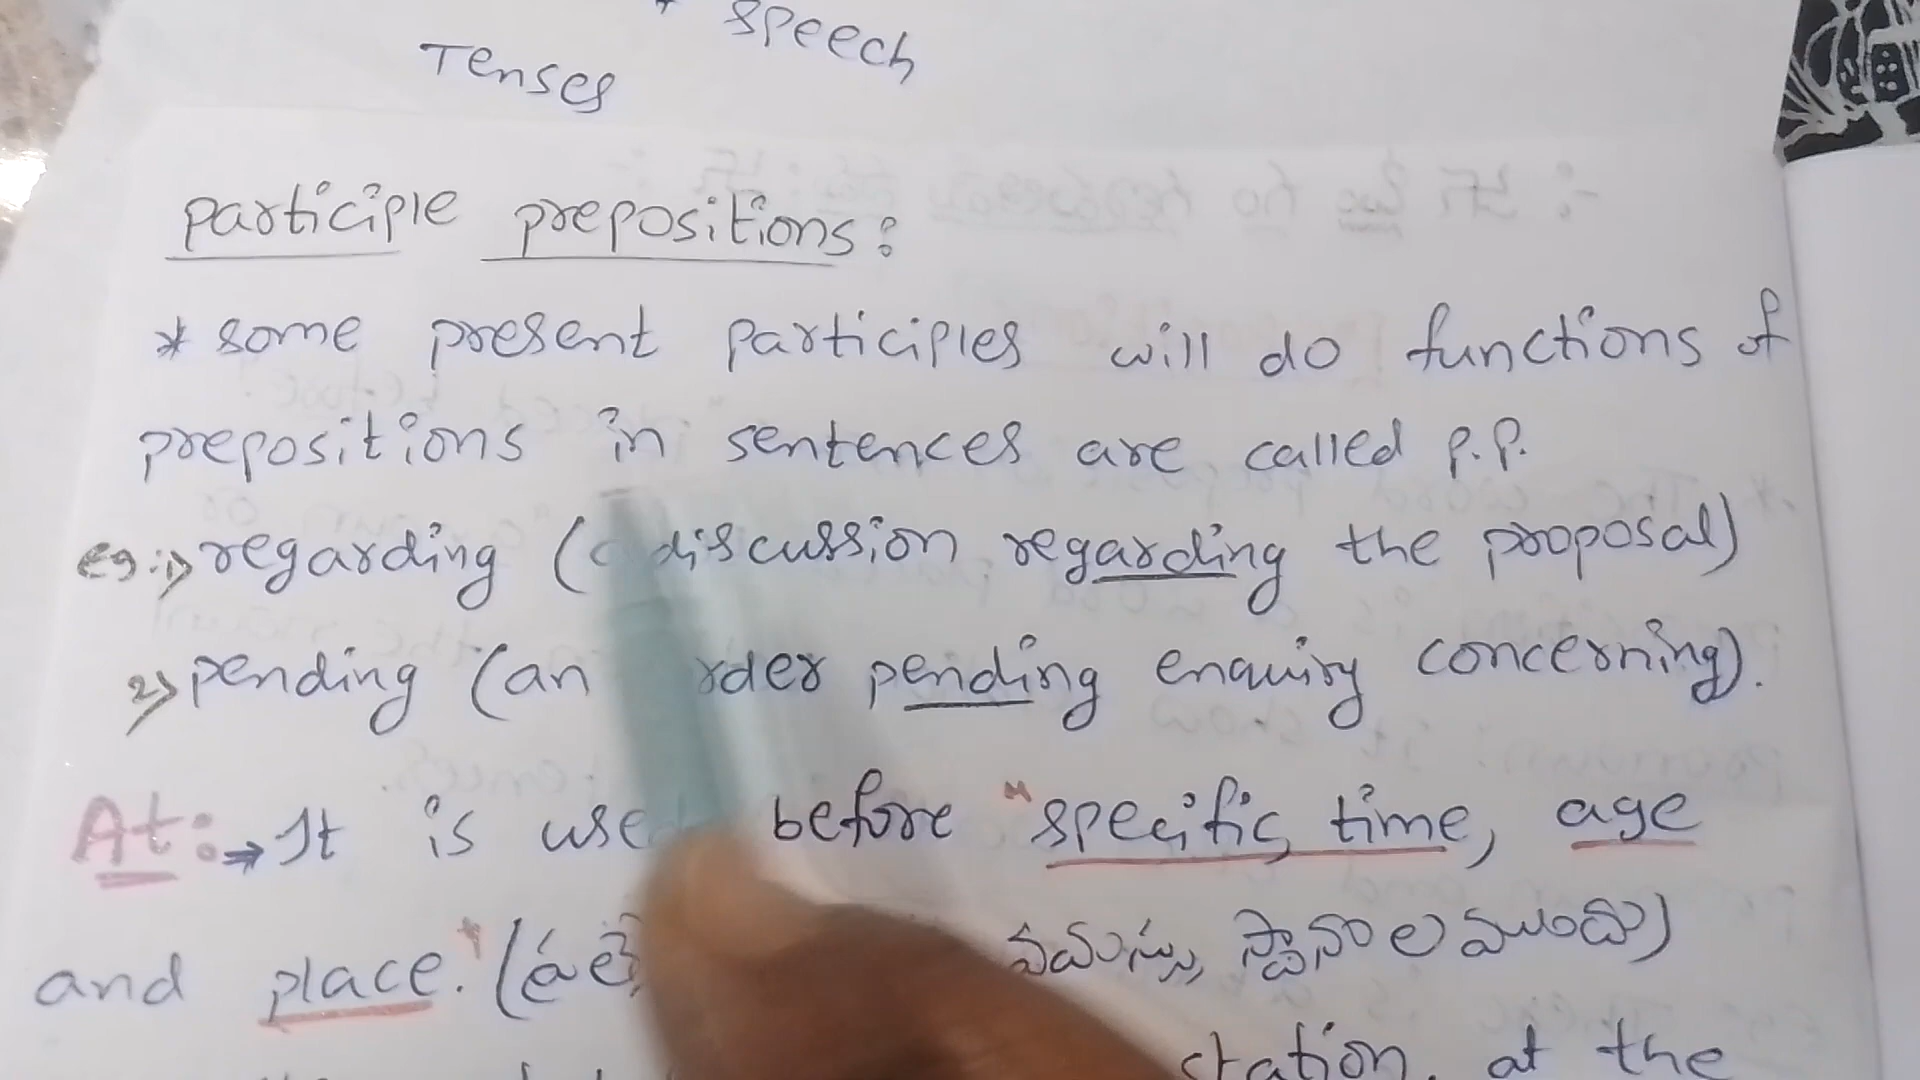 speech
Tenses
participle prepositions:
* some present participles will do functions of
prepositions in sentences are called p.p.
eg:-1) regarding ( discussion regarding the proposal)
2) pending (an rder pending enquiry concerning).
At:→ It is use before "specific time, age
and place." ( వయస్సు, స్థానాల ముందు)
station, at the